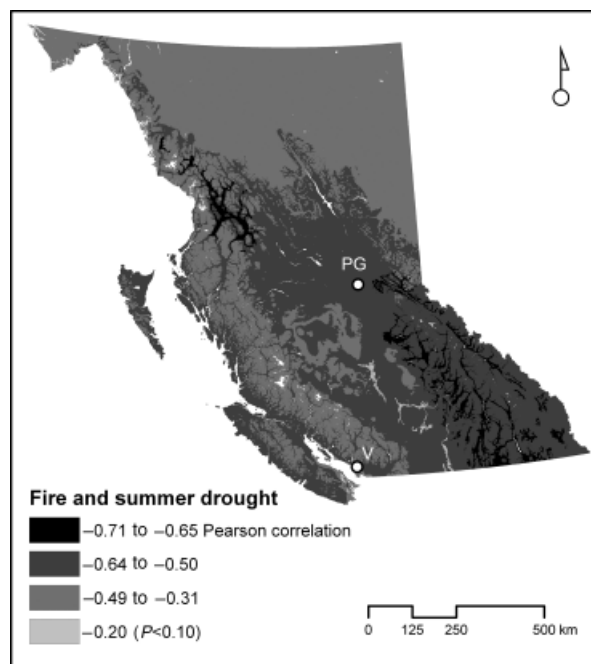 PG
V
Fire and summer drought
−0.71 to −0.65 Pearson correlation
−0.64 to −0.50
−0.49 to −0.31
−0.20 (P<0.10)
0 125 250 500 km